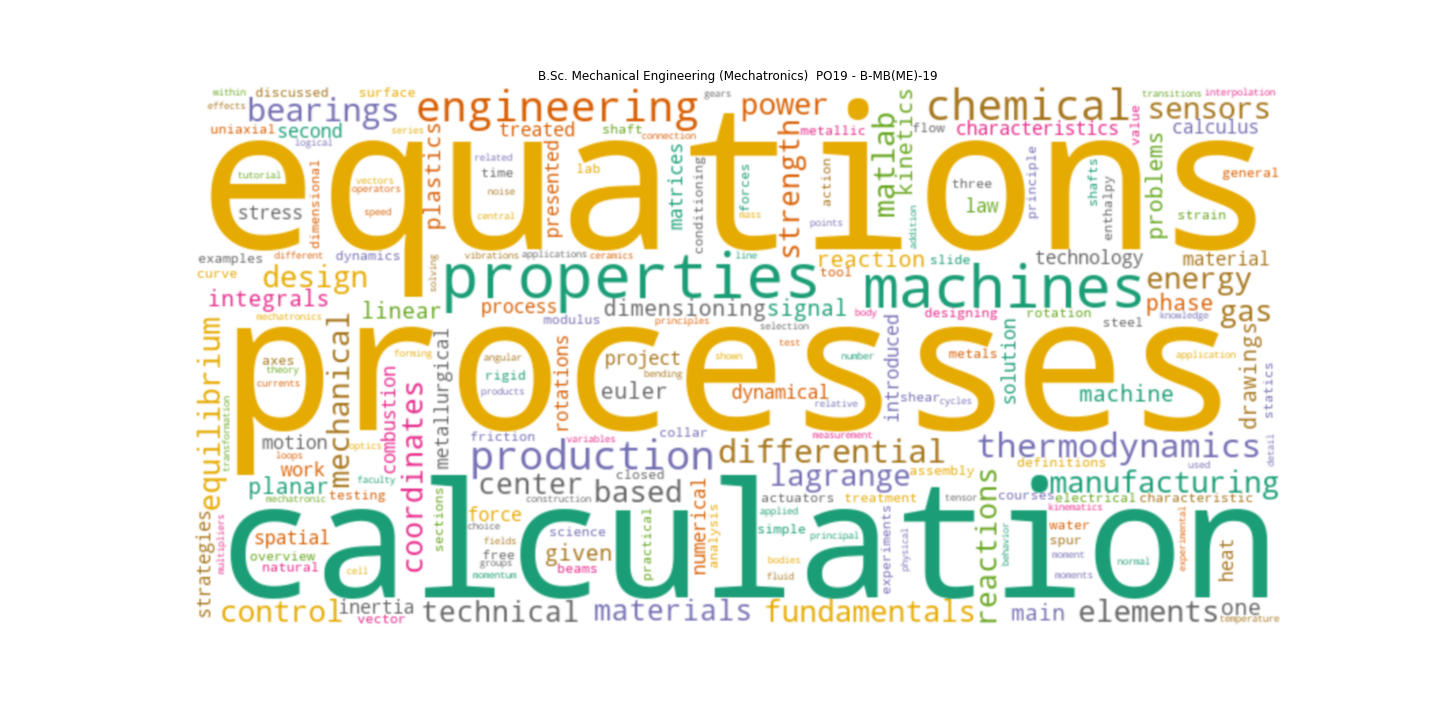 B.Sc. Mechanical Engineering (Mechatronics)  PO19 - B-MB(ME)-19
within
discussed
surface
gears
transitions
interpolation
effects
bearings
engineering
power
chemical
sensors
uniaxial
second
series
treated
shaft
connection
metallic
matlab
kinetics
flow
characteristics
value
calculus
logical
equations
tutorial
vectors
operators
speed
stress
dimensional
plastics
related
time
noise
central
presented
lab
matrices
conditioning
forces
mass
strength
action
points
addition
three
law
principle
shafts
enthalpy
problems
strain
general
examples
different
dynamics
solving
vibrations
applications
ceramics
line
reaction
tool
slide
technology
material
curve
design
properties
machines
energy
integrals
linear
process
dimensioning
signal
body
designing
rotation
phase
gas
mechatronics
modulus
principles
selection
steel
knowledge
processes
equilibrium
axes
theory
currents
mechanical
forming
metallurgical
angular
rigid
products
rotations
project
bending
euler
shown
test
dynamical
number
relative
introduced
shear
cycles
metals
solution
machine
application
drawings
statics
transformation
combustion
coordinates
motion
loops
optics
friction
variables
collar
measurement
production
differential
thermodynamics
work
faculty
closed
lagrange
assembly
definitions
used
detail
planar
mechatronic
testing
center
construction
based
actuators
treatment
tensor
courses
manufacturing
electrical
characteristic
kinematics
calculation
strategies
multipliers
spatial
overview
natural
cell
sections
force
choice
fields
free
groups
momentum
science
given
beams
practical
numerical
analysis
applied
simple
principal
bodies
fluid
experiments
physical
reactions
behavior
water
spur
moment
moments
normal
experimental
heat
control
inertia
vector
technical
materials
fundamentals
main
elements
one
temperature